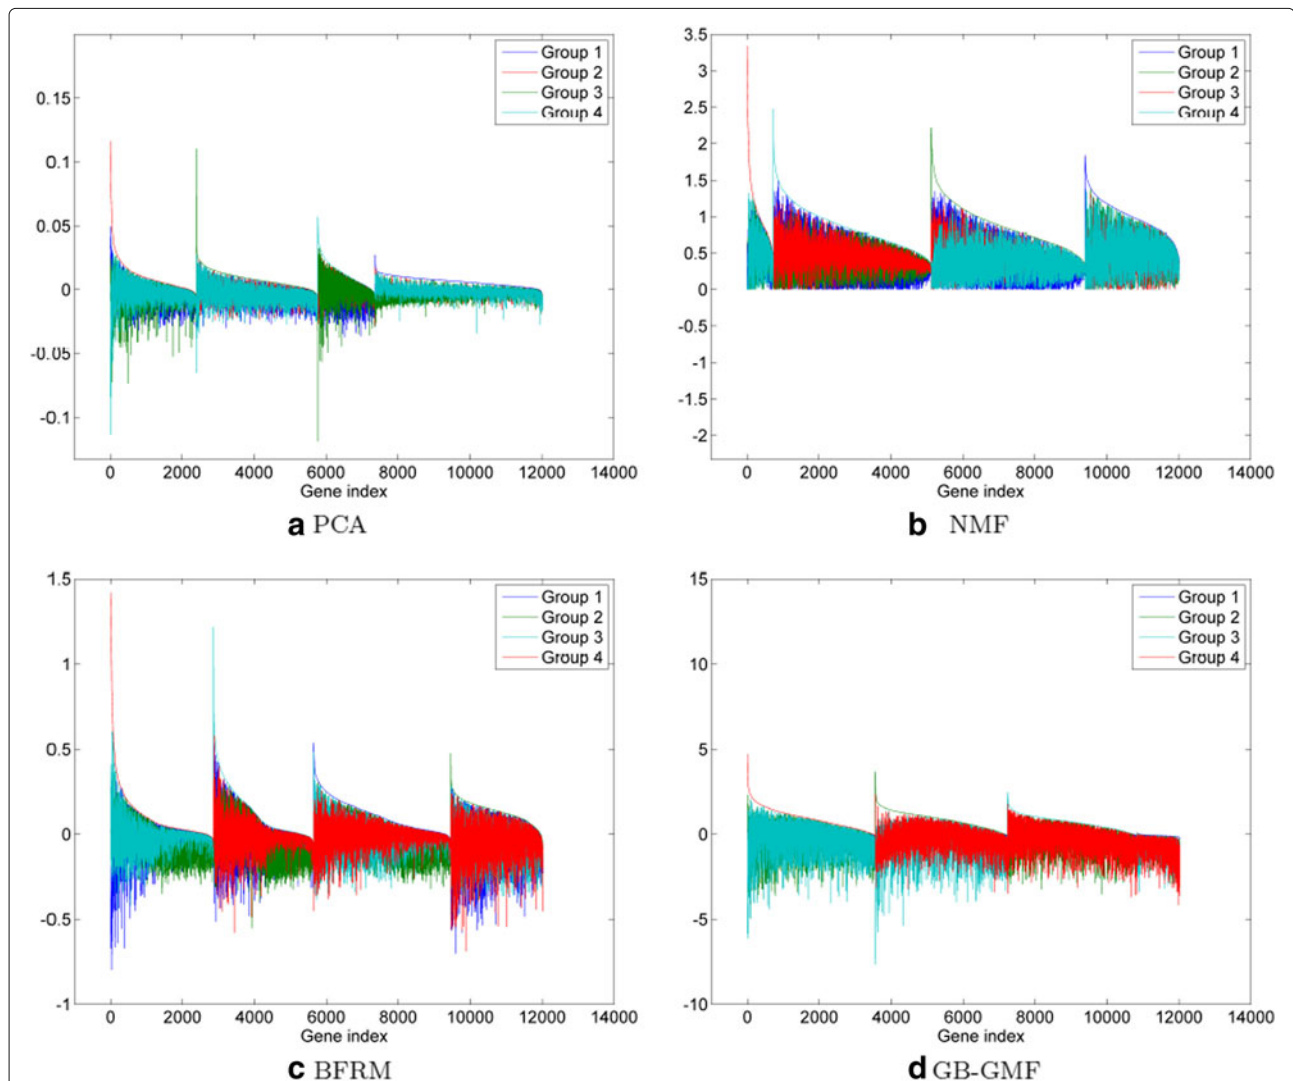 Group 1
Group 2
Group 3
Group 4
0.15
0.1
0.05
0
-0.05
-0.1
0 2000 4000 6000 8000 10000 12000 14000
Gene index
a PCA
3.5
3
2.5
2
1.5
1
0.5
0
-0.5
-1
-1.5
-2
Group 1
Group 2
Group 3
Group 4
0 2000 4000 6000 8000 10000 12000 14000
Gene index
b NMF
1.5
1
0.5
0
-0.5
-1
Group 1
Group 2
Group 3
Group 4
0 2000 4000 6000 8000 10000 12000 14000
Gene index
c BFRM
15
10
5
0
-5
-10
Group 1
Group 2
Group 3
Group 4
0 2000 4000 6000 8000 10000 12000 14000
Gene index
d GB-GMF